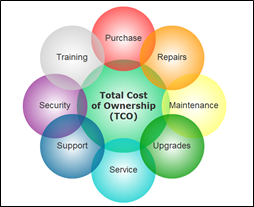 Purchase
Training
Repairs
Security
Total Cost
of Ownership
(TCO)
Maintenance
Support
Upgrades
Service